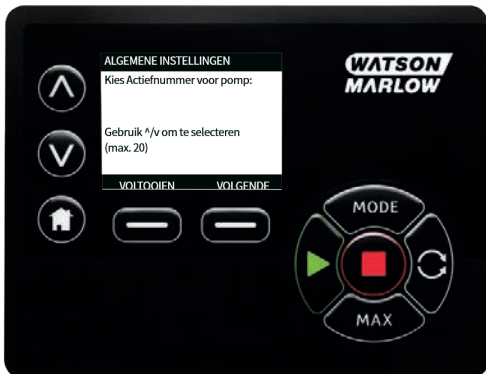 ALGEMENE INSTELLINGEN
Kies Actiefnummer voor pomp:
Gebruik ^/v om te selecteren
(max. 20)
VOLTOOIEN VOLGENDE
WATSON
MARLOW
MODE
MAX